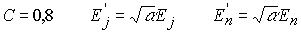 C = 0,8   E'_j = √a E_j   E'_n = √a E_n